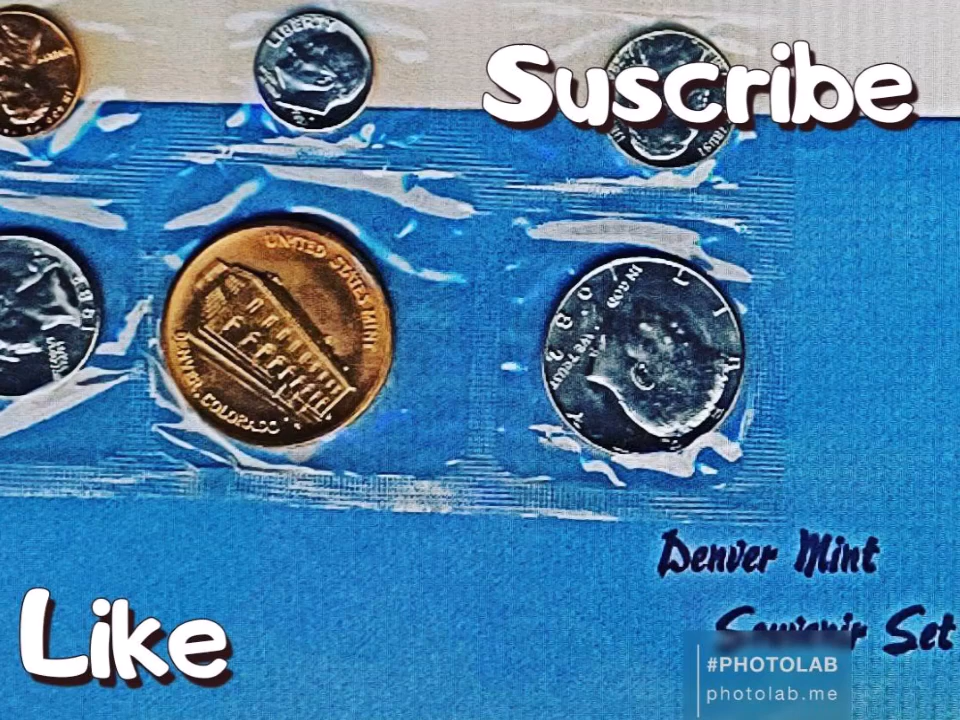 LIBERTY
Suscribe
TRUST
UNITED STATES MINT
DENVER, COLORADO
IN GOD
WE TRUST
Like
Denver Mint
Souvenir Set
#PHOTOLAB
photolab.me